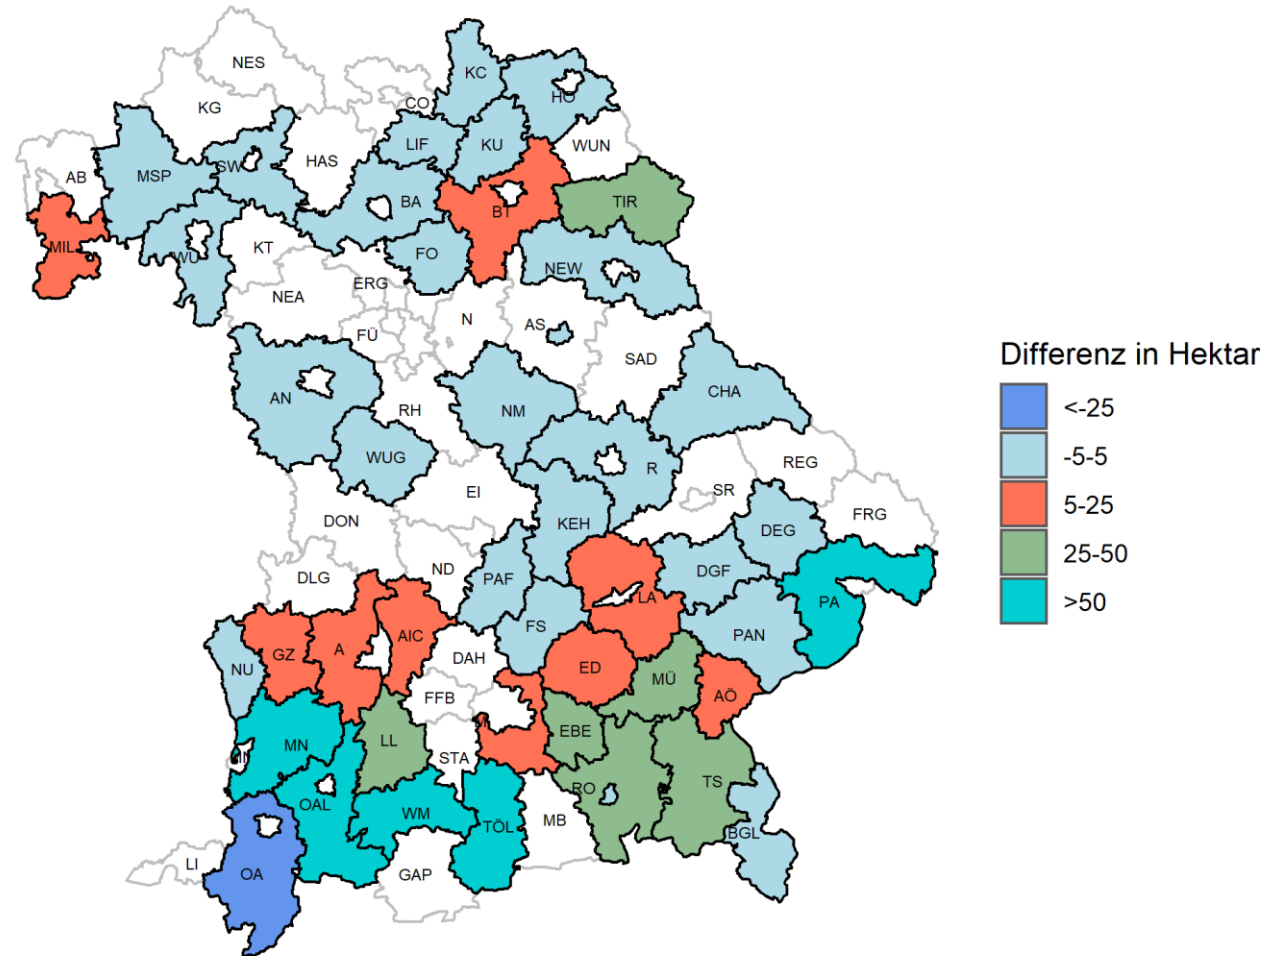 NES
KC
HO
KG
CO
LIF
KU
WUN
AB
MSP
SW
HAS
BA
BT
TIR
MIL
WÜ
KT
FO
NEW
ERG
NEA
FÜ
N
AS
SAD
Differenz in Hektar
<-25
-5-5
5-25
25-50
>50
AN
RH
NM
CHA
WUG
R
REG
EI
SR
DON
KEH
DEG
FRG
DLG
ND
PAF
DGF
LA
PA
A
AIC
FS
PAN
GZ
DAH
NU
ED
MÜ
FFB
AÖ
M
EBE
MN
LL
STA
TS
RO
OAL
WM
TÖL
MB
BGL
LI
OA
GAP